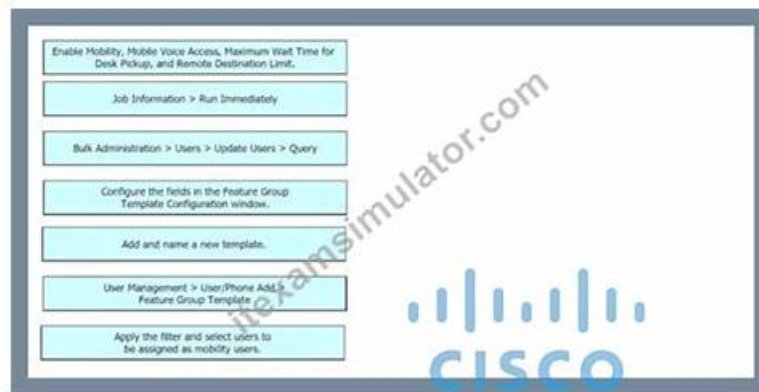 Enable Mobility, Mobile Voice Access, Maximum Wait Time for
Desk Pickup, and Remote Destination Limit.
Job Information > Run Immediately
Bulk Administration > Users > Update Users > Query
Configure the fields in the Feature Group
Template Configuration window.
Add and name a new template.
User Management > User/Phone Add >
Feature Group Template
Apply the filter and select users to
be assigned as mobility users.
itexamsimulator.com
CISCO